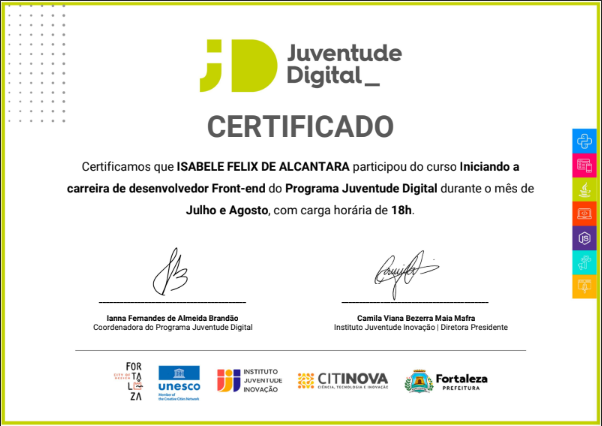 Juventude
Digital_
CERTIFICADO
Certificamos que ISABELE FELIX DE ALCANTARA participou do curso Iniciando a
carreira de desenvolvedor Front-end do Programa Juventude Digital durante o mês de
Julho e Agosto, com carga horária de 18h.
Ianna Fernandes de Almeida Brandão
Coordenadora do Programa Juventude Digital
Camila Viana Bezerra Maia Mafra
Instituto Juventude Inovação | Diretora Presidente
FOR
TA
LE
ZA
unesco
INSTITUTO
JUVENTUDE
INOVAÇÃO
CITINOVA
CIÊNCIA, TECNOLOGIA E INOVAÇÃO
Fortaleza
PREFEITURA
JS